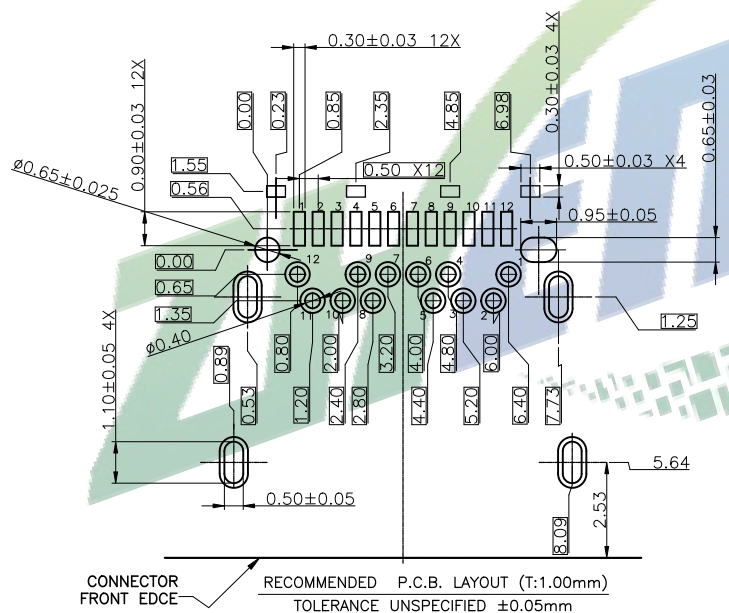 0.30±0.03 12X
0.90±0.03 12X
0.00
0.23
0.85
2.35
4.85
6.98
0.30±0.03 4X
0.65±0.03
1.55
0.50 X12
0.50±0.03 X4
ø0.65±0.025
0.56
0.95±0.05
1 2 3 4 5 6 7 8 9 10 11 12
0.00
12 9 7 6 4 1
0.65
1.35
11 10 8 5 3 2
1.25
ø0.40
1.10±0.05 4X
0.89
0.53
0.80
1.20
2.00
2.40
2.80
3.20
4.00
4.40
4.80
5.20
6.00
6.40
7.73
5.64
0.50±0.05
2.53
8.09
CONNECTOR
FRONT EDGE
RECOMMENDED P.C.B. LAYOUT (T:1.00mm)
TOLERANCE UNSPECIFIED ±0.05mm